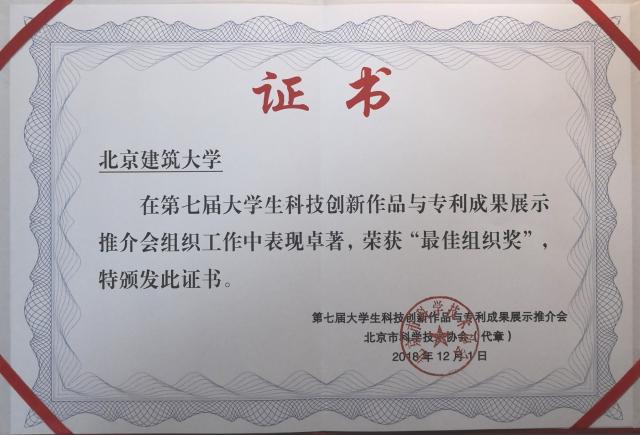 证书
北京建筑大学
在第七届大学生科技创新作品与专利成果展示
推介会组织工作中表现卓著，荣获“最佳组织奖”，
特颁发此证书。
第七届大学生科技创新作品与专利成果展示推介会
北京市科学技术协会（代章）
2018年12月1日